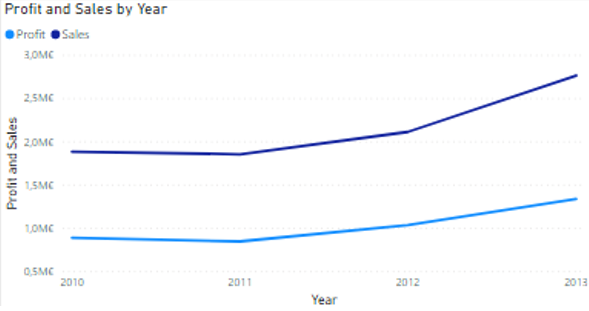 Profit and Sales by Year
Profit Sales
3,0M€
2,5M€
2,0M€
1,5M€
1,0M€
0,5M€
Profit and Sales
2010 2011 2012 2013
Year